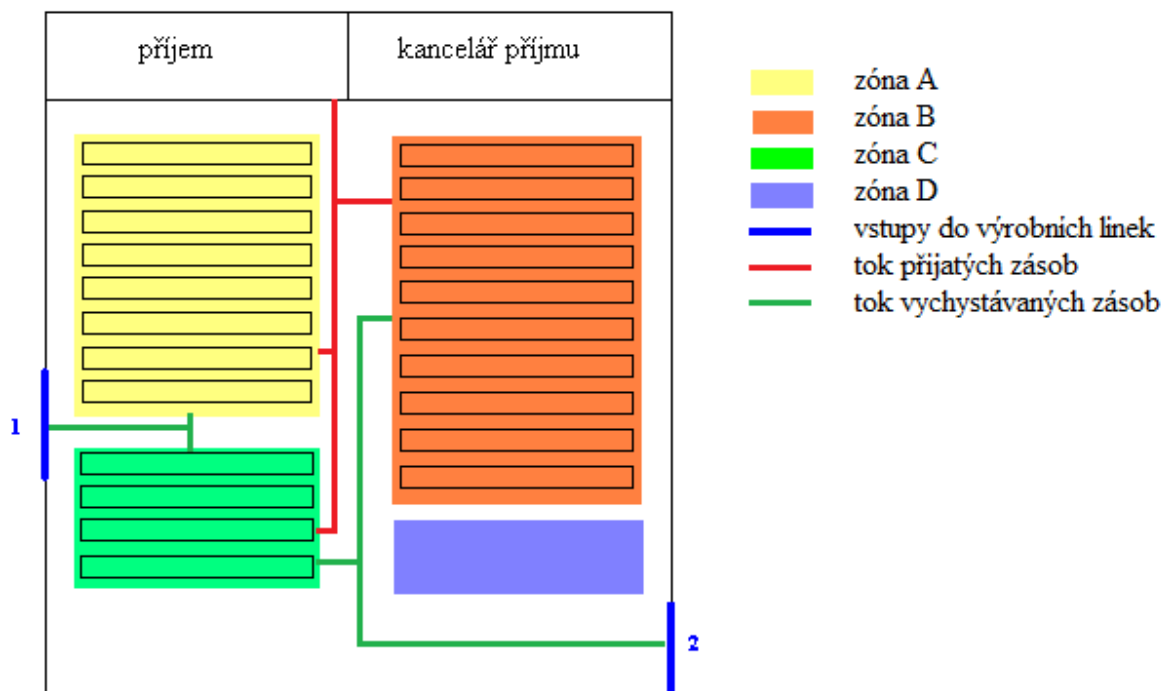 příjem
kancelář příjmu
zóna A
zóna B
zóna C
zóna D
vstupy do výrobních linek
tok přijatých zásob
tok vychystávaných zásob
1
2